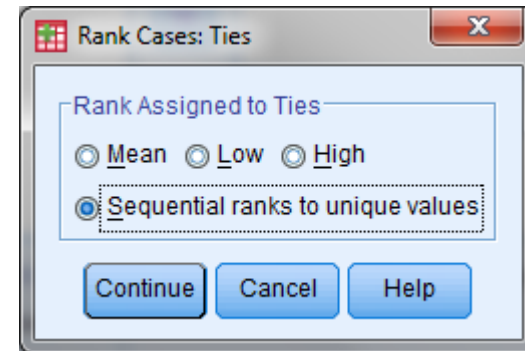 Rank Cases: Ties
Rank Assigned to Ties
Mean Low High
Sequential ranks to unique values
Continue Cancel Help